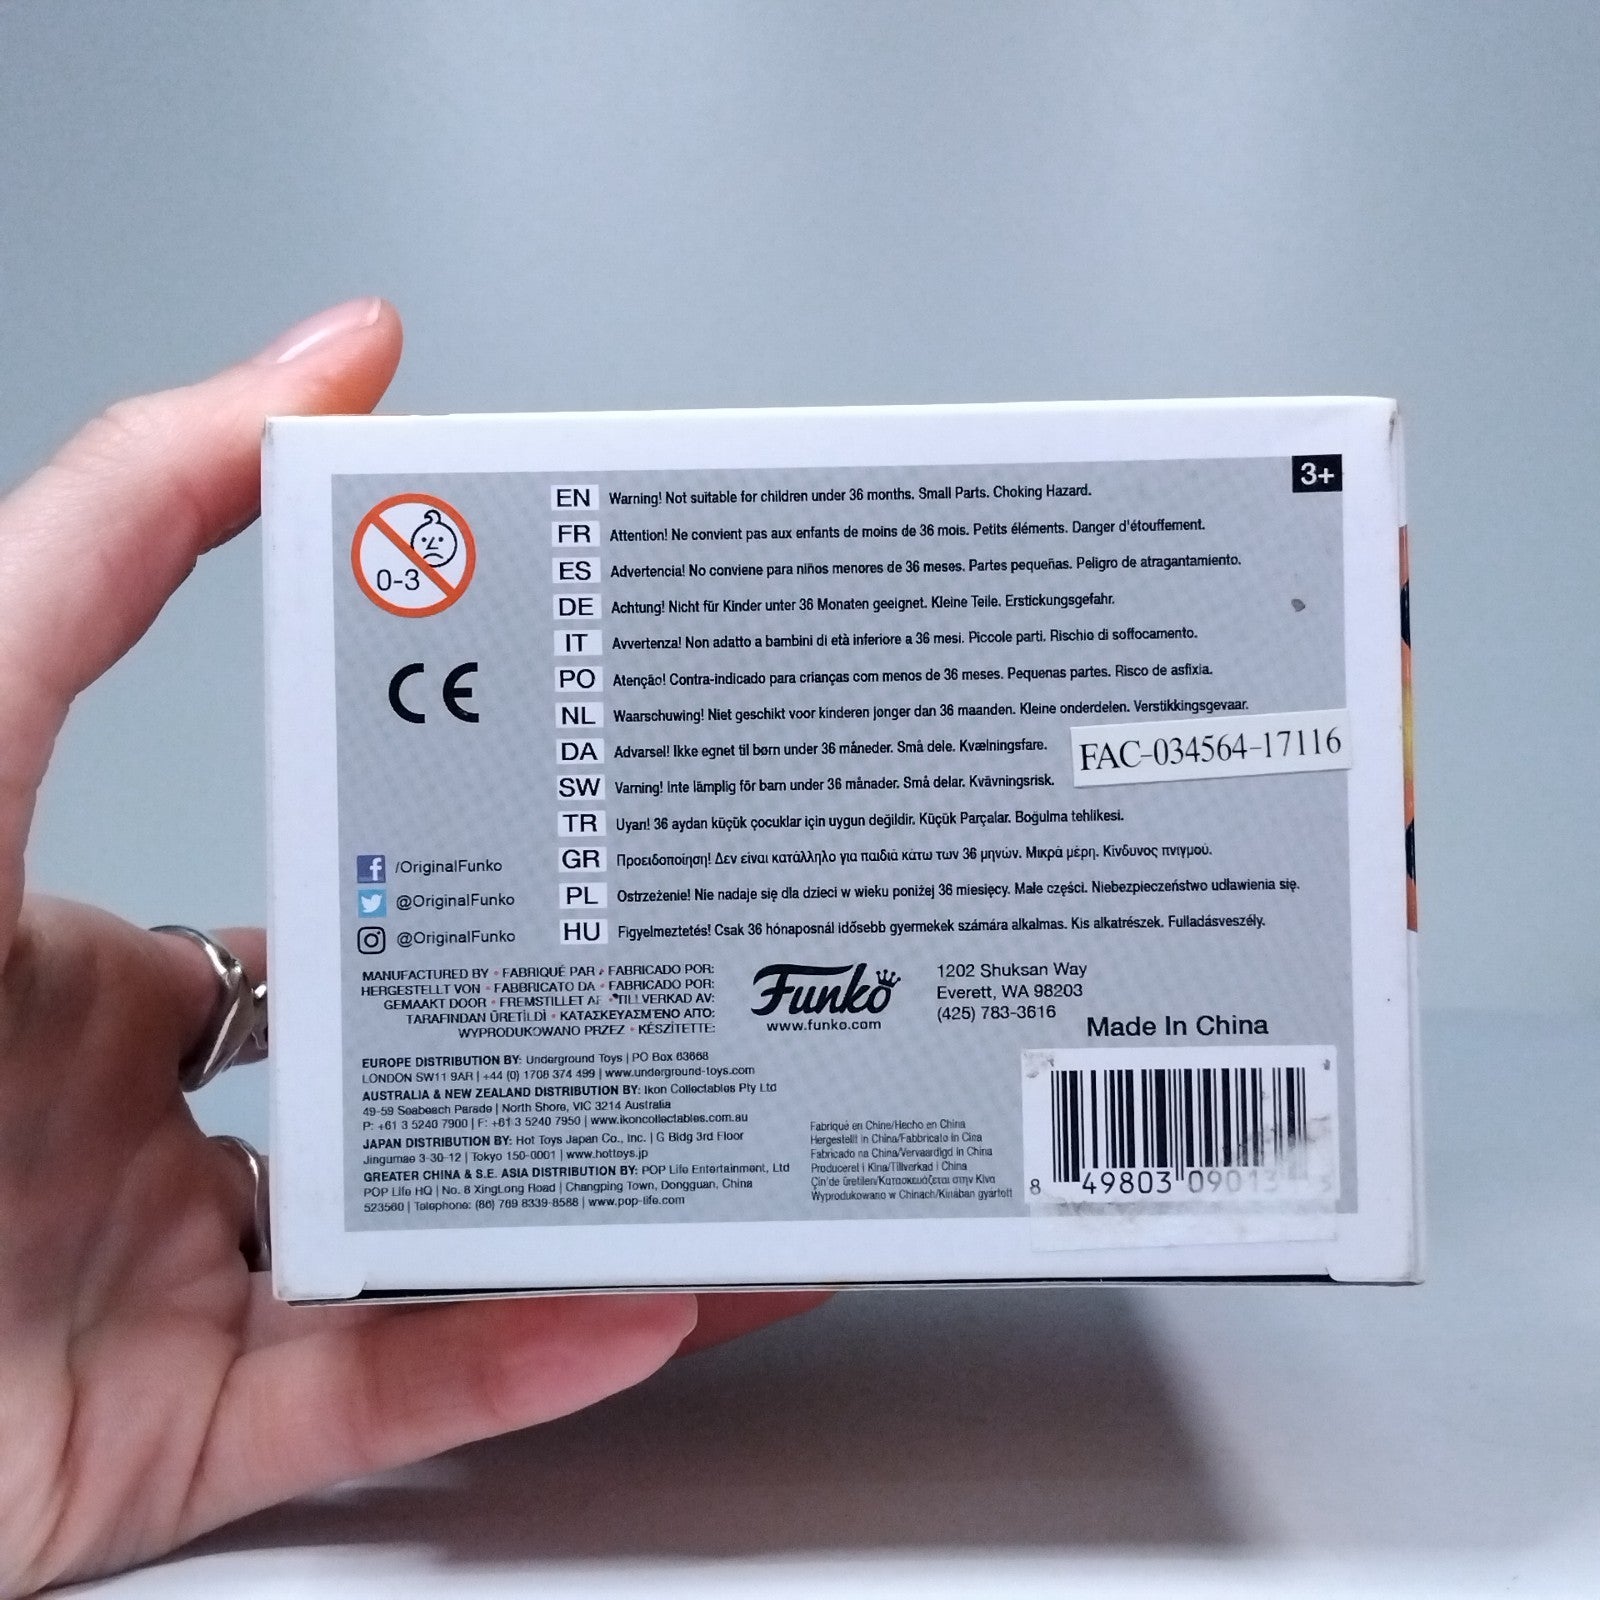 3+
0-3
CE
EN Warning! Not suitable for children under 36 months. Small Parts. Choking Hazard.
FR Attention! Ne convient pas aux enfants de moins de 36 mois. Petits éléments. Danger d'étouffement.
ES Advertencia! No conviene para niños menores de 36 meses. Partes pequeñas. Peligro de atragantamiento.
DE Achtung! Nicht für Kinder unter 36 Monaten geeignet. Kleine Teile. Erstickungsgefahr.
IT Avvertenza! Non adatto a bambini di età inferiore a 36 mesi. Piccole parti. Rischio di soffocamento.
PO Atenção! Contra-indicado para crianças com menos de 36 meses. Pequenas partes. Risco de asfixia.
NL Waarschuwing! Niet geschikt voor kinderen jonger dan 36 maanden. Kleine onderdelen. Verstikkingsgevaar.
DA Advarsel! Ikke egnet til børn under 36 måneder. Små dele. Kvælningsfare.
SW Varning! Inte lämplig för barn under 36 månader. Små delar. Kvävningsrisk.
TR Uyarı! 36 aydan küçük çocuklar için uygun değildir. Küçük Parçalar. Boğulma tehlikesi.
GR Προειδοποίηση! Δεν είναι κατάλληλο για παιδιά κάτω των 36 μηνών. Μικρά μέρη. Κίνδυνος πνιγμού.
PL Ostrzeżenie! Nie nadaje się dla dzieci w wieku poniżej 36 miesięcy. Małe części. Niebezpieczeństwo udławienia się.
HU Figyelmeztetés! Csak 36 hónaposnál idősebb gyermekek számára alkalmas. Kis alkatrészek. Fulladásveszély.
FAC-034564-17116
/OriginalFunko
@OriginalFunko
@OriginalFunko
MANUFACTURED BY • FABRIQUÉ PAR • FABRICADO POR:
HERGESTELLT VON • FABBRICATO DA • FABRICADO POR:
GEMAAKT DOOR • FREMSTILLET AF • TILLVERKAD AV:
TARAFINDAN ÜRETİLDİ • ΚΑΤΑΣΚΕΥΑΣΜΈΝΟ ΑΠΌ:
WYPRODUKOWANO PRZEZ • KÉSZÍTETTE:
Funko
www.funko.com
1202 Shuksan Way
Everett, WA 98203
(425) 783-3616
Made In China
EUROPE DISTRIBUTION BY: Underground Toys | PO Box 63668
LONDON SW11 9AR | +44 (0) 1708 374 499 | www.underground-toys.com
AUSTRALIA & NEW ZEALAND DISTRIBUTION BY: Ikon Collectables Pty Ltd
49-59 Seabeach Parade | North Shore, VIC 3214 Australia
P: +61 3 5240 7900 | F: +61 3 5240 7950 | www.ikoncollectables.com.au
JAPAN DISTRIBUTION BY: Hot Toys Japan Co., Inc. | G Bldg 3rd Floor
Jingumae 3-30-12 | Tokyo 150-0001 | www.hottoys.jp
GREATER CHINA & S.E. ASIA DISTRIBUTION BY: POP Life Entertainment, Ltd
POP Life HQ | No. 8 XingLong Road | Changping Town, Dongguan, China
523560 | Telephone: (86) 769 8339-8588 | www.pop-life.com
Fabriqué en Chine/Hecho en China
Hergestellt in China/Fabbricato in Cina
Fabricado na China/Vervaardigd in China
Produceret i Kina/Tillverkad i China
Çin'de üretilen/Κατασκευάζεται στην Κίνα
Wyprodukowano w Chinach/Kínában gyártott
8 49803 09013